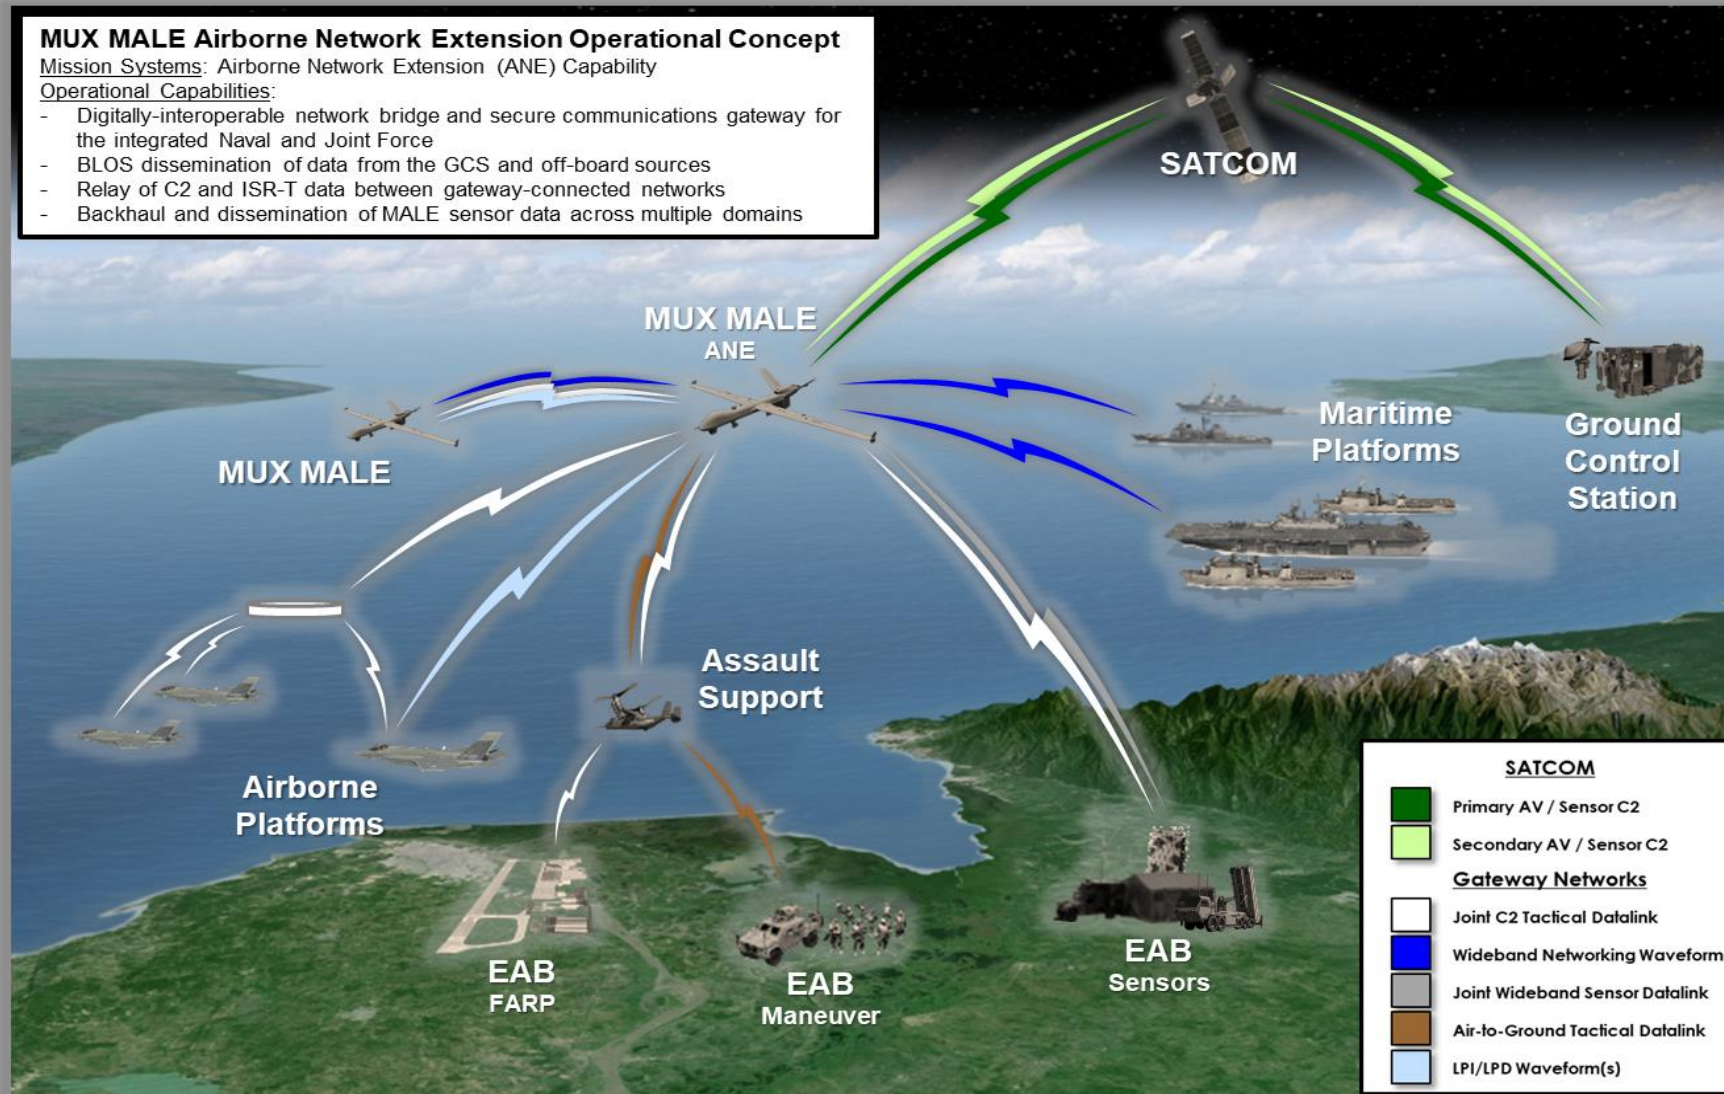 MUX MALE Airborne Network Extension Operational Concept
Mission Systems: Airborne Network Extension (ANE) Capability
Operational Capabilities:
- Digitally-interoperable network bridge and secure communications gateway for
the integrated Naval and Joint Force
- BLOS dissemination of data from the GCS and off-board sources
- Relay of C2 and ISR-T data between gateway-connected networks
- Backhaul and dissemination of MALE sensor data across multiple domains
SATCOM
MUX MALE
ANE
MUX MALE
Maritime
Platforms
Ground
Control
Station
Assault
Support
Airborne
Platforms
EAB
FARP
EAB
Maneuver
EAB
Sensors
SATCOM
Primary AV / Sensor C2
Secondary AV / Sensor C2
Gateway Networks
Joint C2 Tactical Datalink
Wideband Networking Waveform
Joint Wideband Sensor Datalink
Air-to-Ground Tactical Datalink
LPI/LPD Waveform(s)